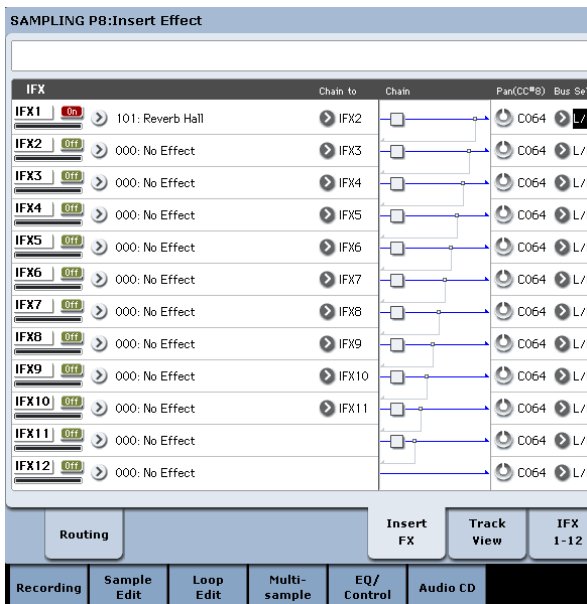 SAMPLING P8:Insert Effect
IFX Chain to Chain Pan(CC#8) Bus Se
IFX1 On 101: Reverb Hall IFX2 C064 L/
IFX2 Off 000: No Effect IFX3 C064 L/
IFX3 Off 000: No Effect IFX4 C064 L/
IFX4 Off 000: No Effect IFX5 C064 L/
IFX5 Off 000: No Effect IFX6 C064 L/
IFX6 Off 000: No Effect IFX7 C064 L/
IFX7 Off 000: No Effect IFX8 C064 L/
IFX8 Off 000: No Effect IFX9 C064 L/
IFX9 Off 000: No Effect IFX10 C064 L/
IFX10 Off 000: No Effect IFX11 C064 L/
IFX11 Off 000: No Effect C064 L/
IFX12 Off 000: No Effect C064 L/
Routing
Insert
FX
Track
View
IFX
1-12
Recording
Sample
Edit
Loop
Edit
Multi-
sample
EQ/
Control
Audio CD